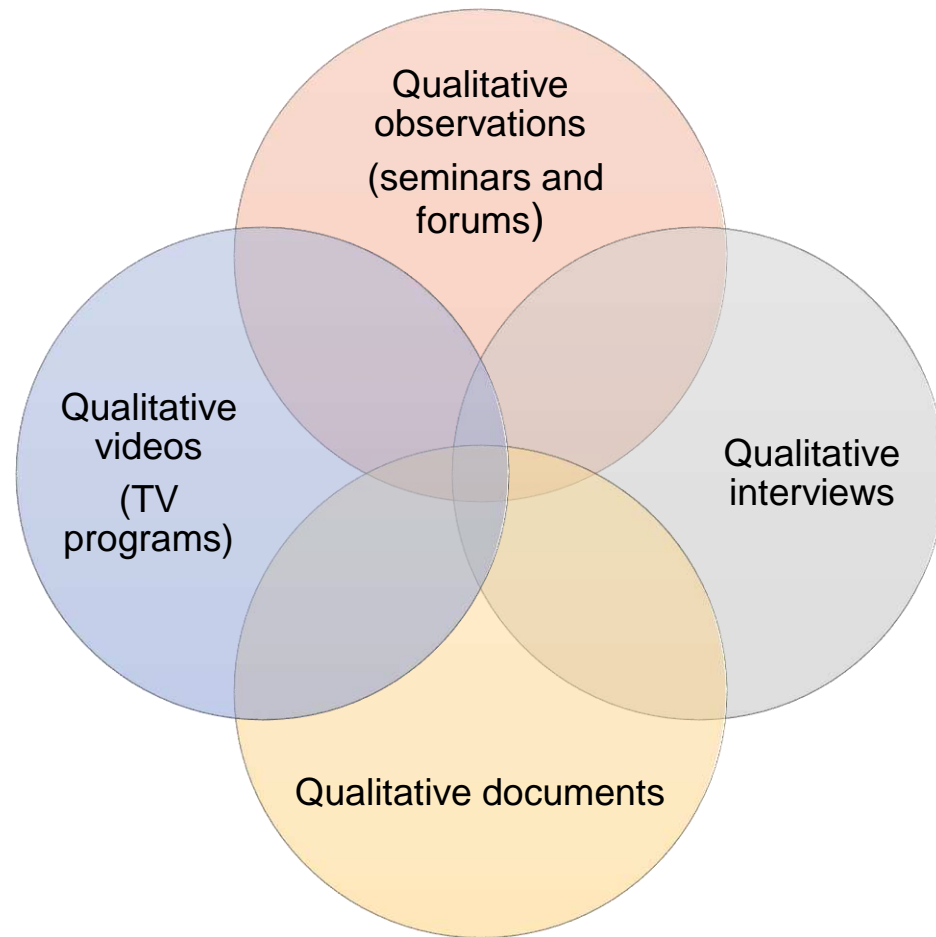 Qualitative
observations
(seminars and
forums)
Qualitative
videos
(TV
programs)
Qualitative
interviews
Qualitative documents